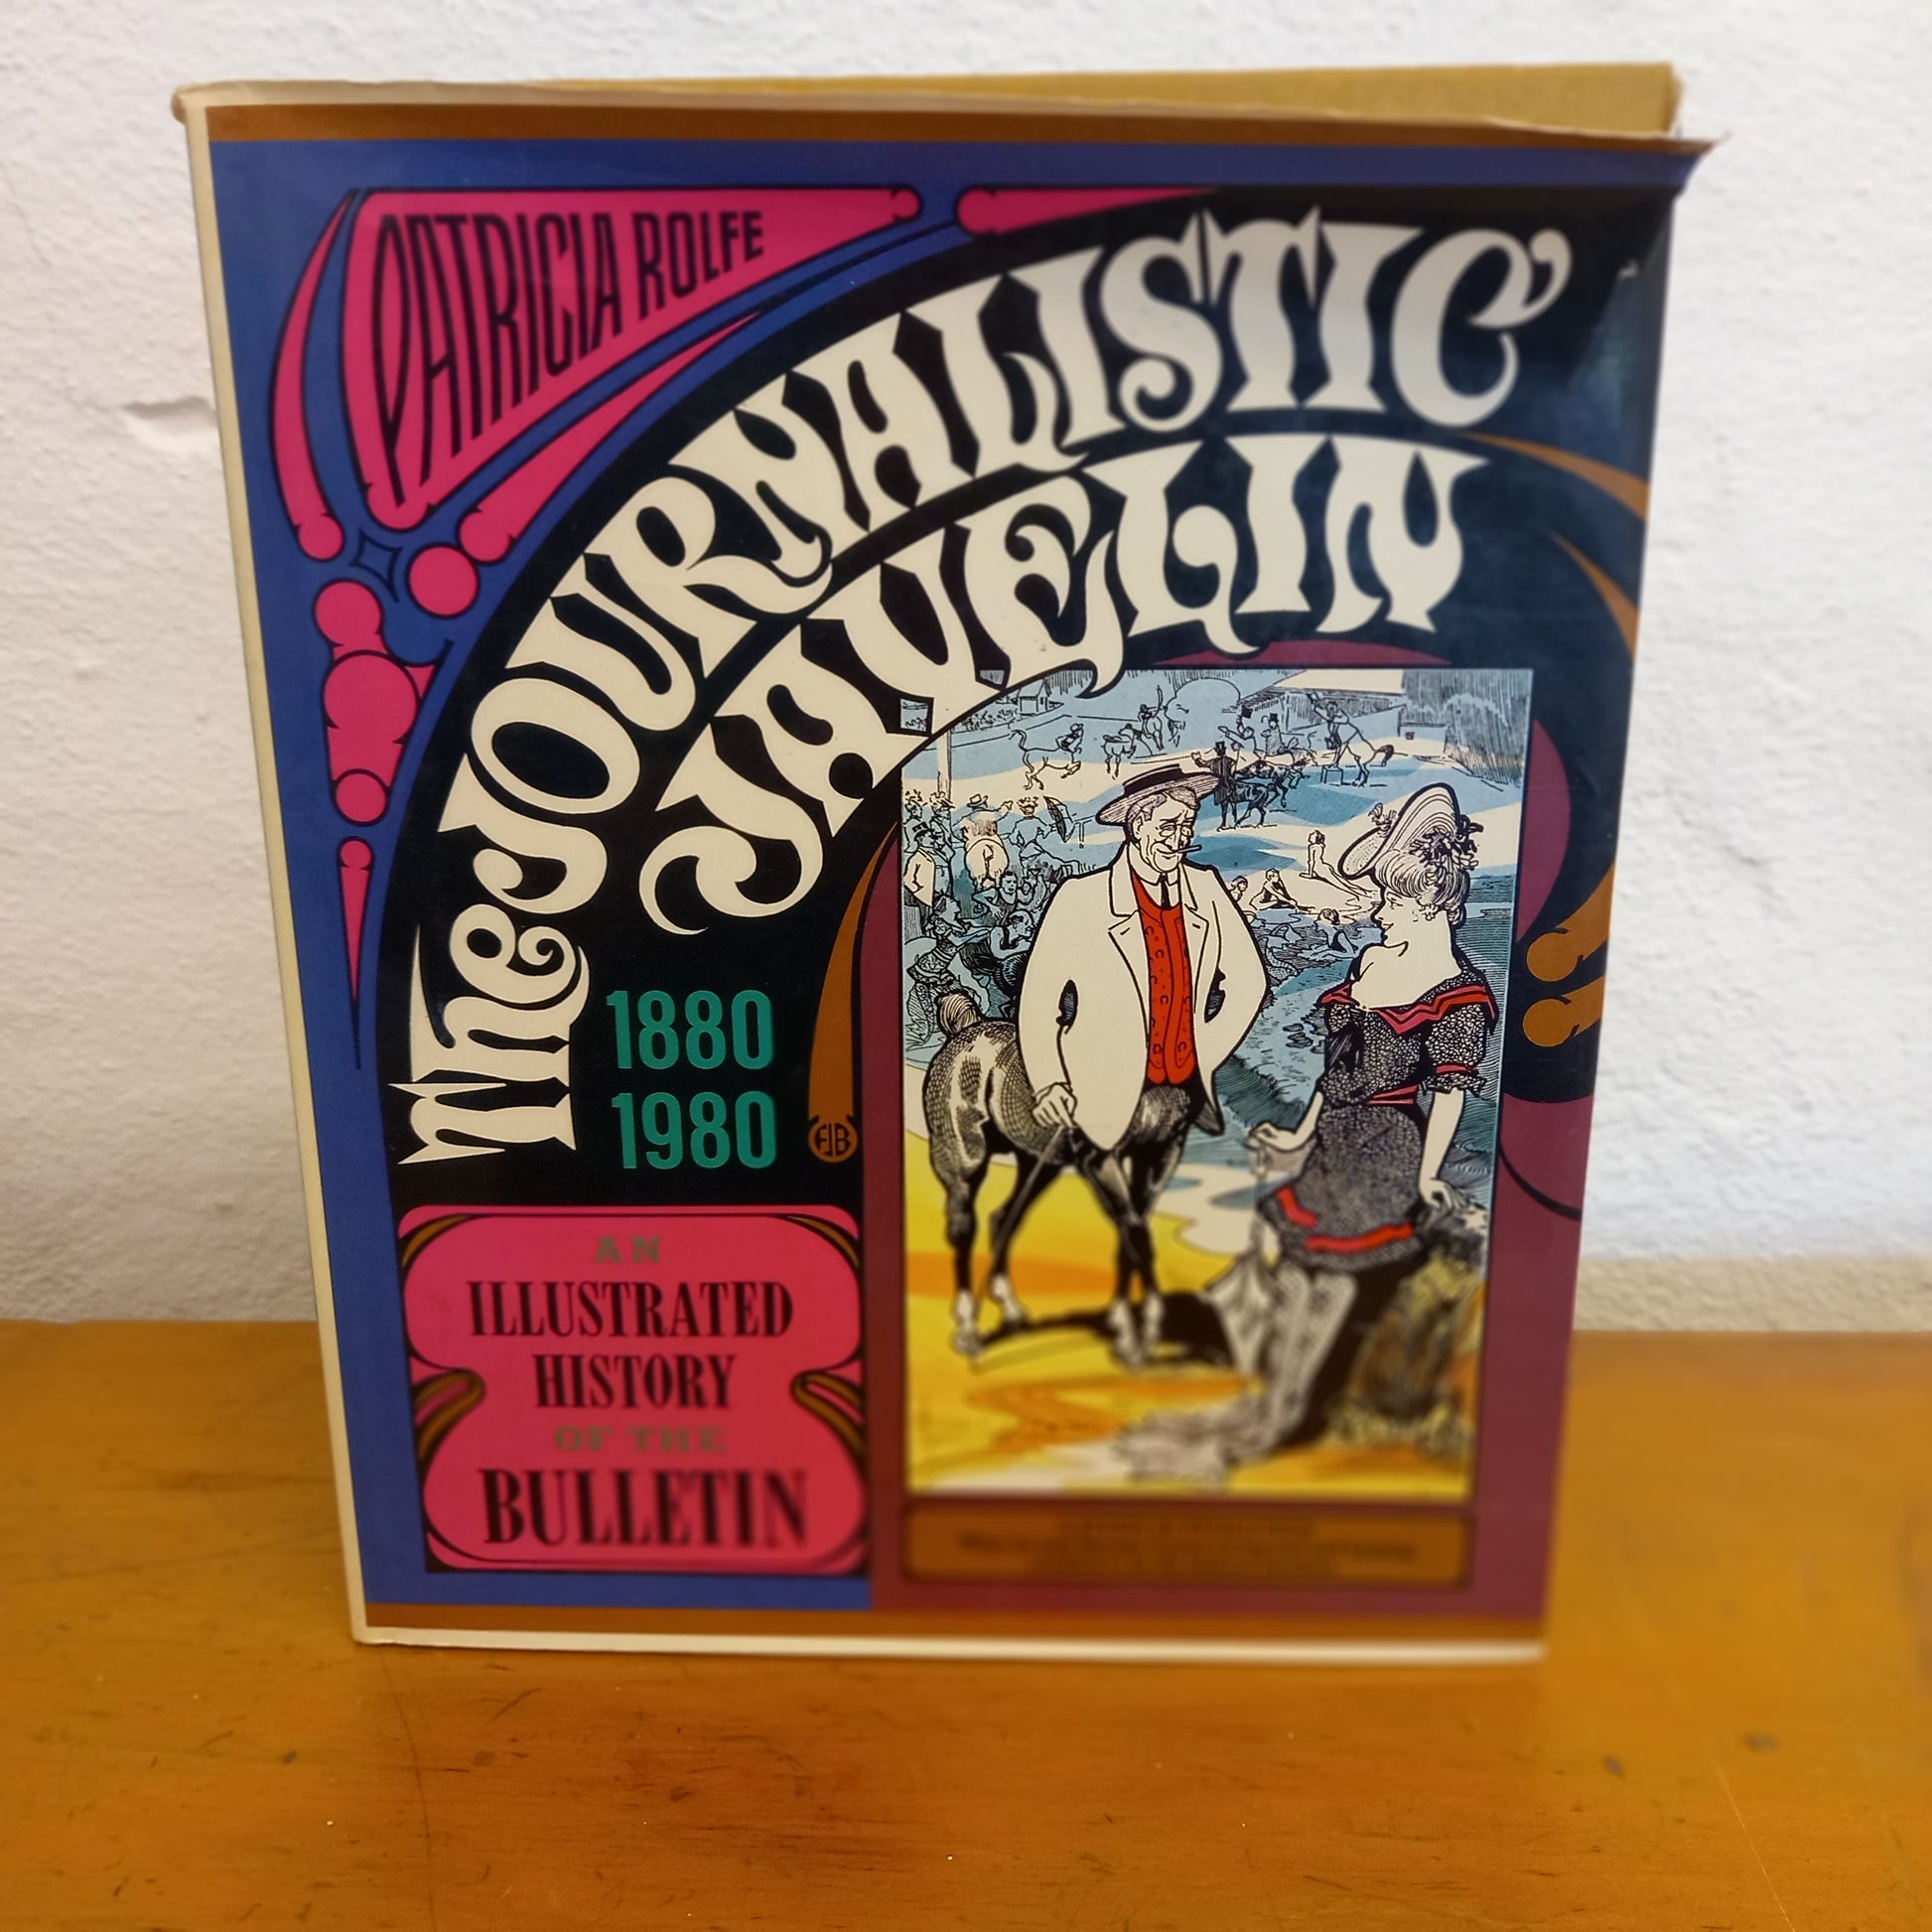 PATRICIA ROLFE
The JOURNALISTIC
JAVELIN
1880
1980
AN
ILLUSTRATED
HISTORY
OF THE
BULLETIN